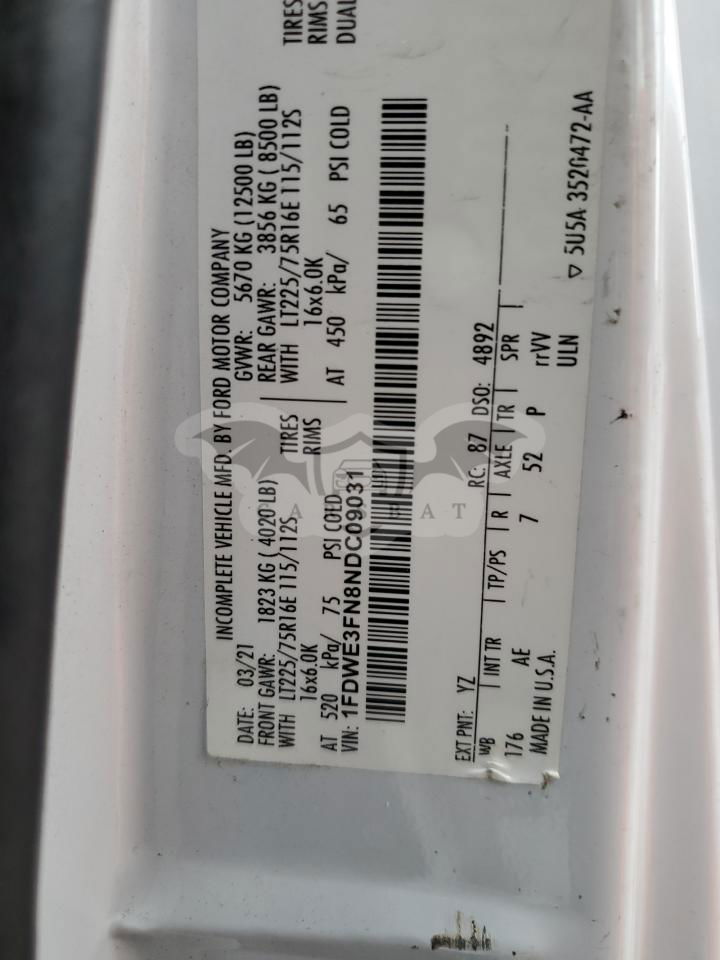 INCOMPLETE VEHICLE MFD. BY FORD MOTOR COMPANY
DATE: 03/21 GVWR: 5670 KG (12500 LB)
FRONT GAWR: 1823 KG ( 4020 LB) REAR GAWR: 3856 KG ( 8500 LB)
WITH LT225/75R16E 115/112S TIRES WITH LT225/75R16E 115/112S TIRES
16x6.0K RIMS 16x6.0K RIMS
AT 520 kPa/ 75 PSI COLD AT 450 kPa/ 65 PSI COLD DUAL
VIN: 1FDWE3FN8NDC09031
CARSBAT
EXT PNT: YZ RC: 87 DSO: 4892
WB INT TR TP/PS R AXLE TR SPR
176 AE 7 52 P rrVV
MADE IN U.S.A. ULN
▽ 5U5A 3520472-AA